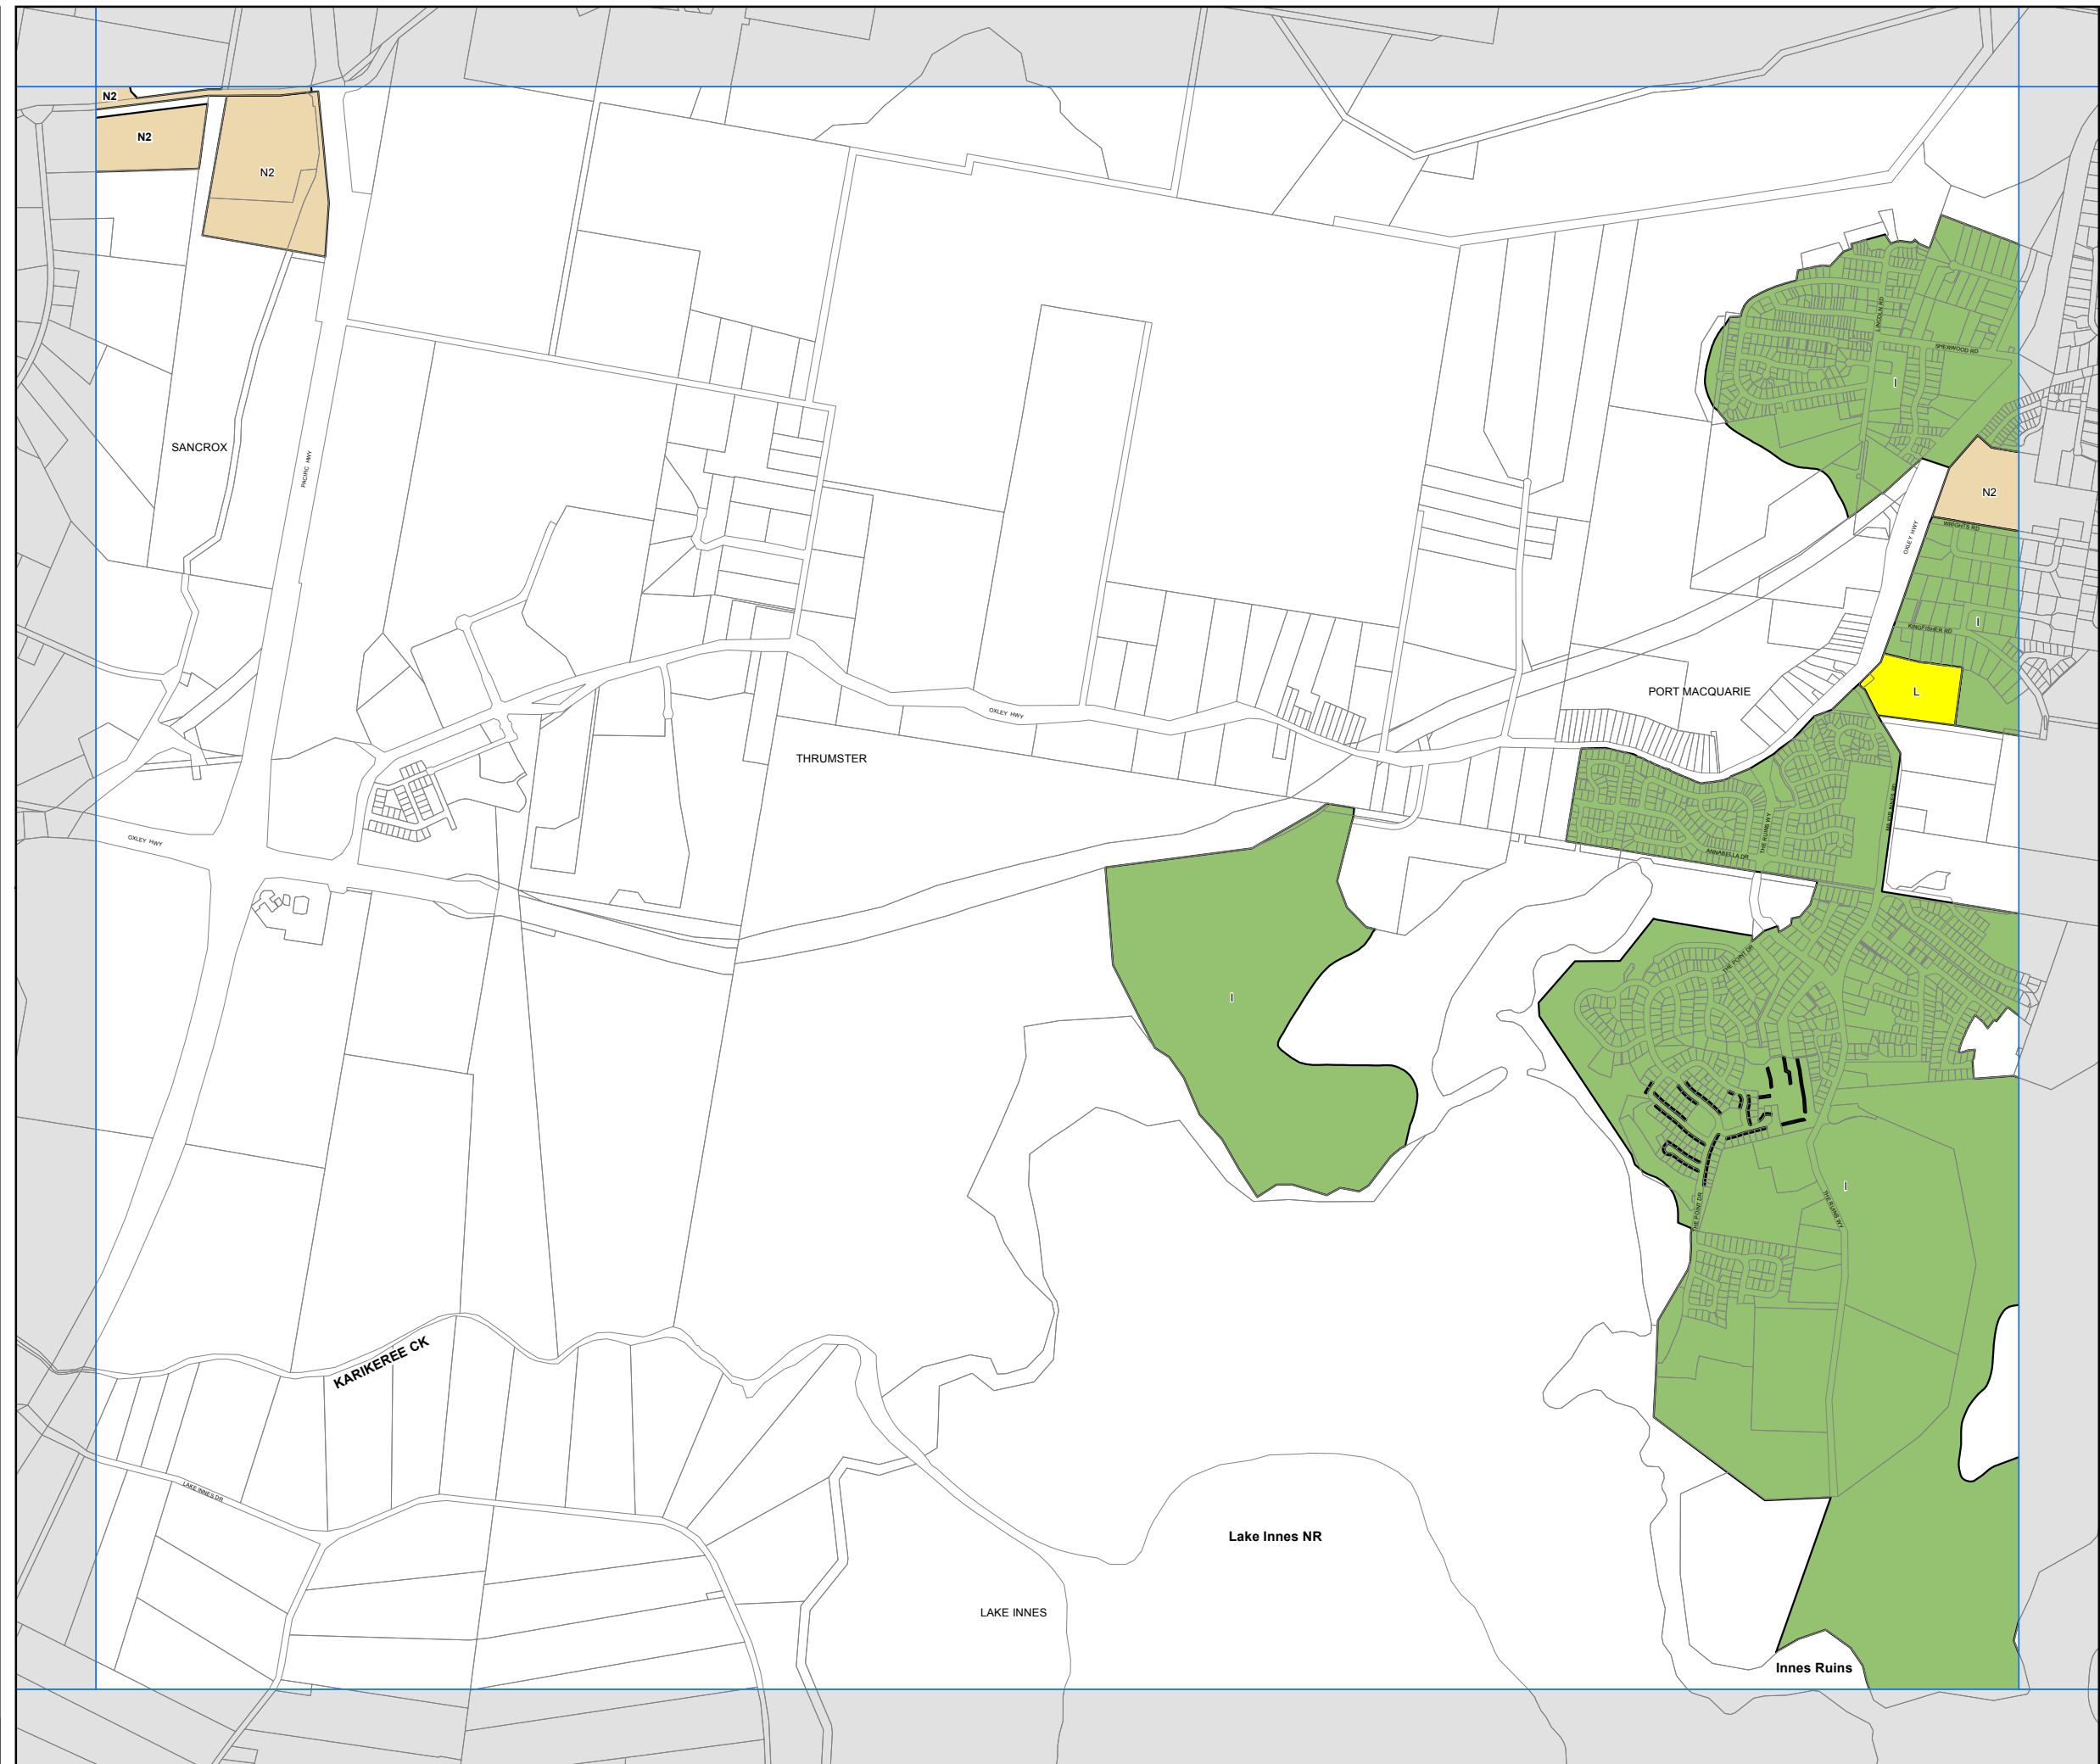 N2
N2
N2
LINCOLN RD
SHERWOOD RD
I
SANCROX
PACIFIC HWY
N2
WRIGHTS RD
OXLEY HWY
I
KINGFISHER RD
PORT MACQUARIE
L
OXLEY HWY
THRUMSTER
OXLEY HWY
THE RUINS WY
ANNABELLA DR
THE POINT DR
I
I
THE POINT DR
THE RUINS WY
KARIKEREE CK
LAKE INNES DR
Lake Innes NR
LAKE INNES
Innes Ruins